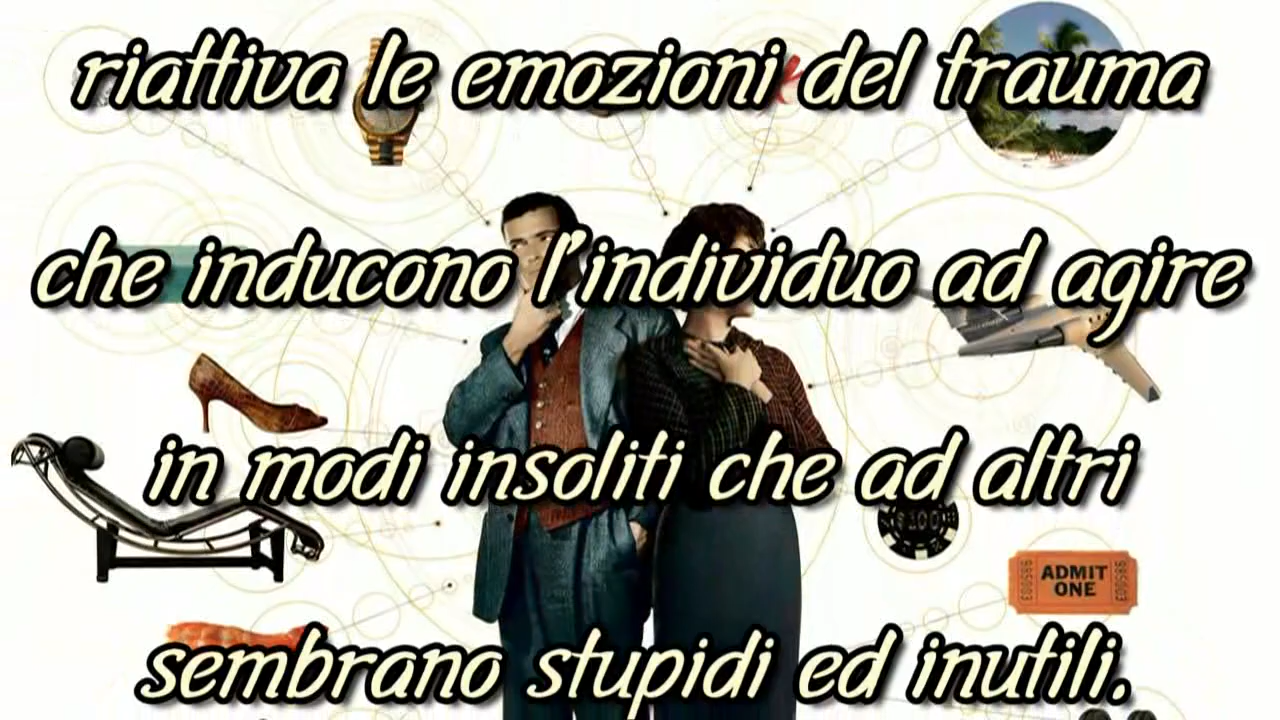 riattiva le emozioni del trauma
che inducono l'individuo ad agire
in modi insoliti che ad altri
$100
ADMIT
ONE
sembrano stupidi ed inutili.